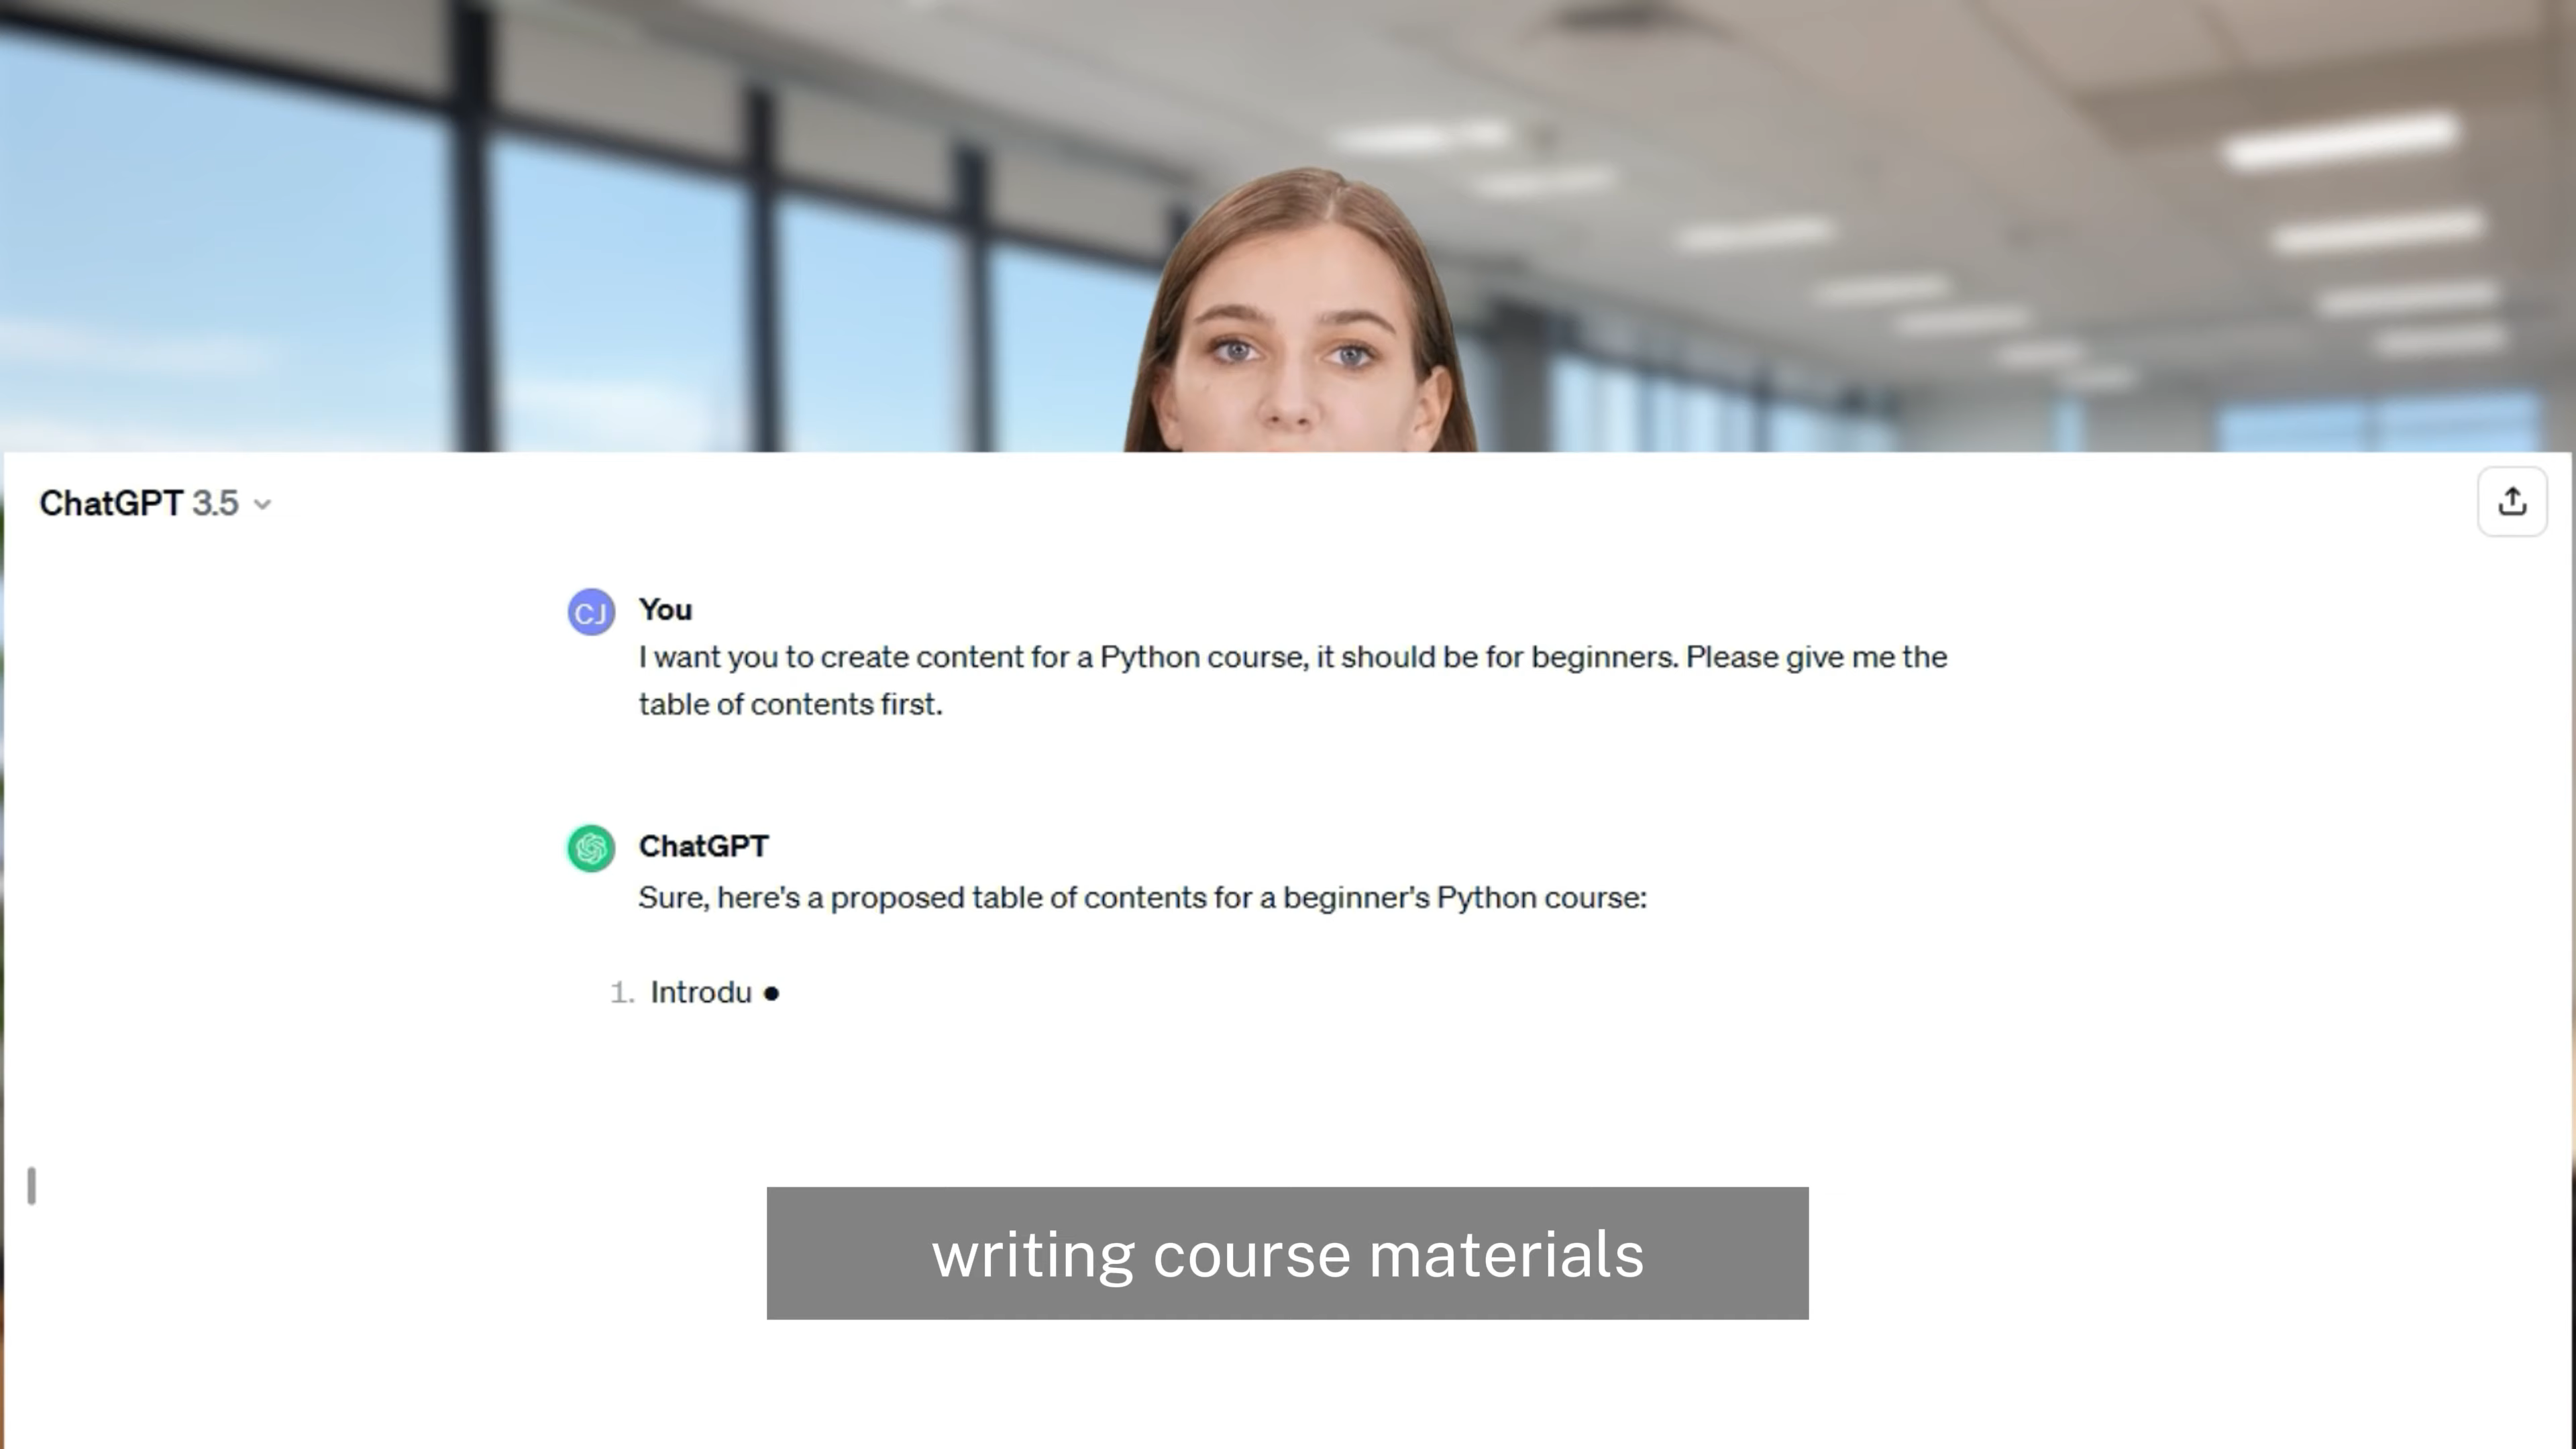 ChatGPT 3.5
CJ
You
I want you to create content for a Python course, it should be for beginners. Please give me the
table of contents first.
ChatGPT
Sure, here's a proposed table of contents for a beginner's Python course:
1. Introdu
writing course materials